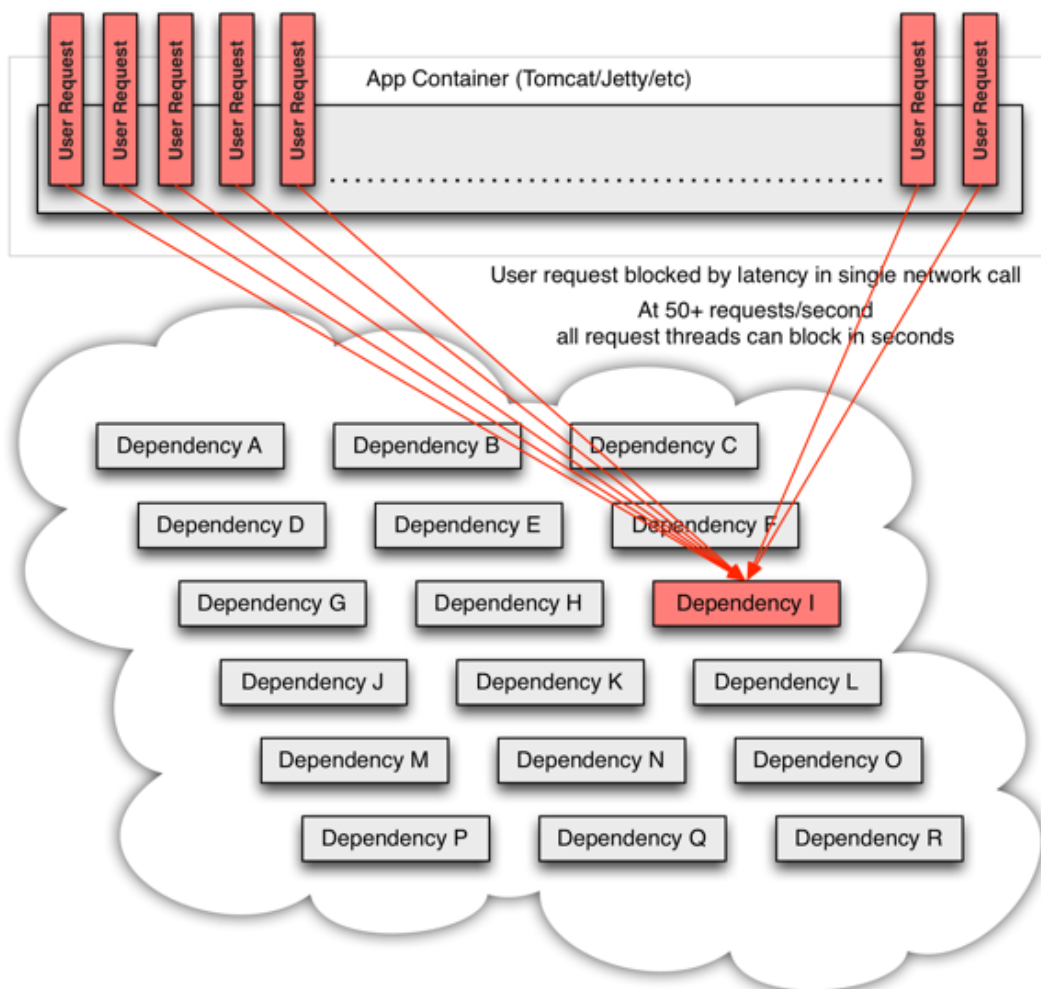 User Request
User Request
User Request
User Request
User Request
User Request
User Request
App Container (Tomcat/Jetty/etc)
User request blocked by latency in single network call
At 50+ requests/second
all request threads can block in seconds
Dependency A
Dependency B
Dependency C
Dependency D
Dependency E
Dependency F
Dependency G
Dependency H
Dependency I
Dependency J
Dependency K
Dependency L
Dependency M
Dependency N
Dependency O
Dependency P
Dependency Q
Dependency R